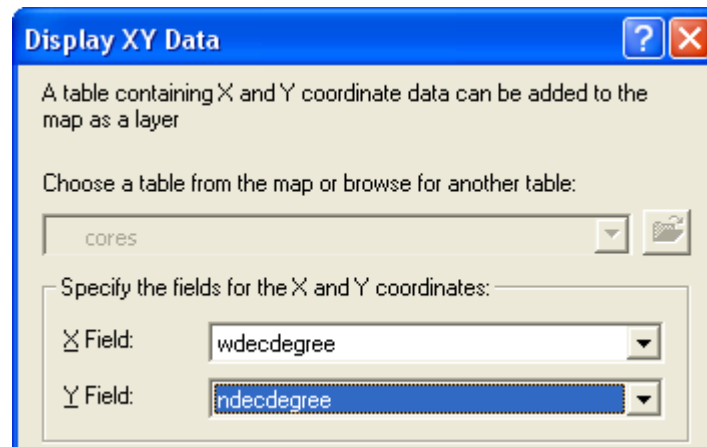 Display XY Data
A table containing X and Y coordinate data can be added to the
map as a layer
Choose a table from the map or browse for another table:
cores
Specify the fields for the X and Y coordinates:
X Field:
wdecdegree
Y Field:
ndecdegree